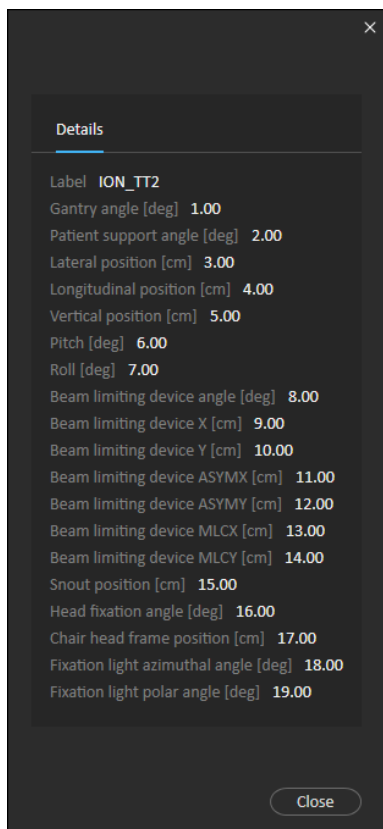 Details
Label ION_TT2
Gantry angle [deg] 1.00
Patient support angle [deg] 2.00
Lateral position [cm] 3.00
Longitudinal position [cm] 4.00
Vertical position [cm] 5.00
Pitch [deg] 6.00
Roll [deg] 7.00
Beam limiting device angle [deg] 8.00
Beam limiting device X [cm] 9.00
Beam limiting device Y [cm] 10.00
Beam limiting device ASYMX [cm] 11.00
Beam limiting device ASYMY [cm] 12.00
Beam limiting device MLCX [cm] 13.00
Beam limiting device MLCY [cm] 14.00
Snout position [cm] 15.00
Head fixation angle [deg] 16.00
Chair head frame position [cm] 17.00
Fixation light azimuthal angle [deg] 18.00
Fixation light polar angle [deg] 19.00
Close